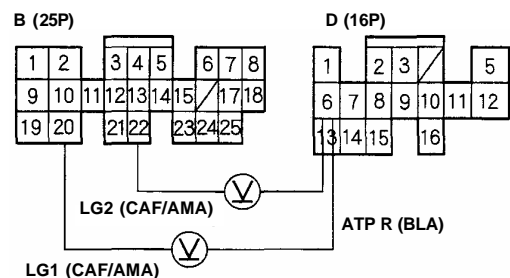 B (25P) D (16P)
1 2 3 4 5 6 7 8 1 2 3 5
9 10 11 12 13 14 15 17 18 6 7 8 9 10 11 12
19 20 21 22 23 24 25 13 14 15 16
V
LG2 (CAF/AMA)
ATP R (BLA)
V
LG1 (CAF/AMA)